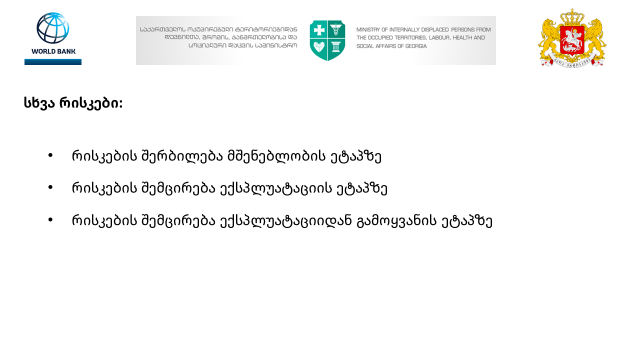 WORLD BANK
საქართველოს ოკუპირებული ტერიტორიებიდან
დევნილთა, შრომის, ჯანმრთელობისა და
სოციალური დაცვის სამინისტრო
MINISTRY OF INTERNALLY DISPLACED PERSONS FROM
THE OCCUPIED TERRITORIES, LABOUR, HEALTH AND
SOCIAL AFFAIRS OF GEORGIA
სხვა რისკები:
• რისკების შერბილება მშენებლობის ეტაპზე
• რისკების შემცირება ექსპლუატაციის ეტაპზე
• რისკების შემცირება ექსპლუატაციიდან გამოყვანის ეტაპზე